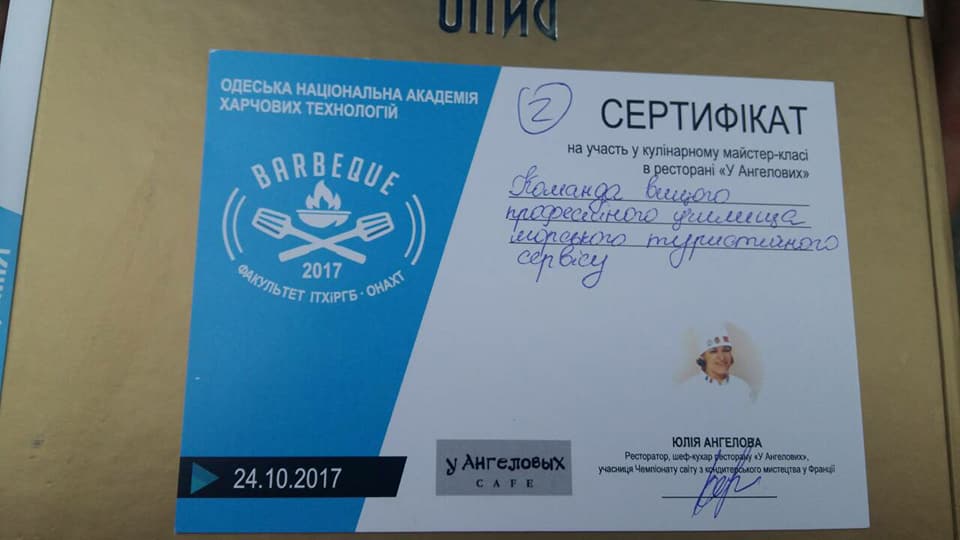 ОДЕСЬКА НАЦІОНАЛЬНА АКАДЕМІЯ
ХАРЧОВИХ ТЕХНОЛОГІЙ
BARBEQUE
2017
ФАКУЛЬТЕТ ІТХіРГБ · ОНАХТ
24.10.2017
2
СЕРТИФІКАТ
на участь у кулінарному майстер-класі
в ресторані «У Ангелових»
Команда вищого
професійного училища
морського туристичного
сервісу
у Ангеловых
CAFE
ЮЛІЯ АНГЕЛОВА
Ресторатор, шеф-кухар ресторану «У Ангелових»,
учасниця Чемпіонату світу з кондитерського мистецтва у Франції